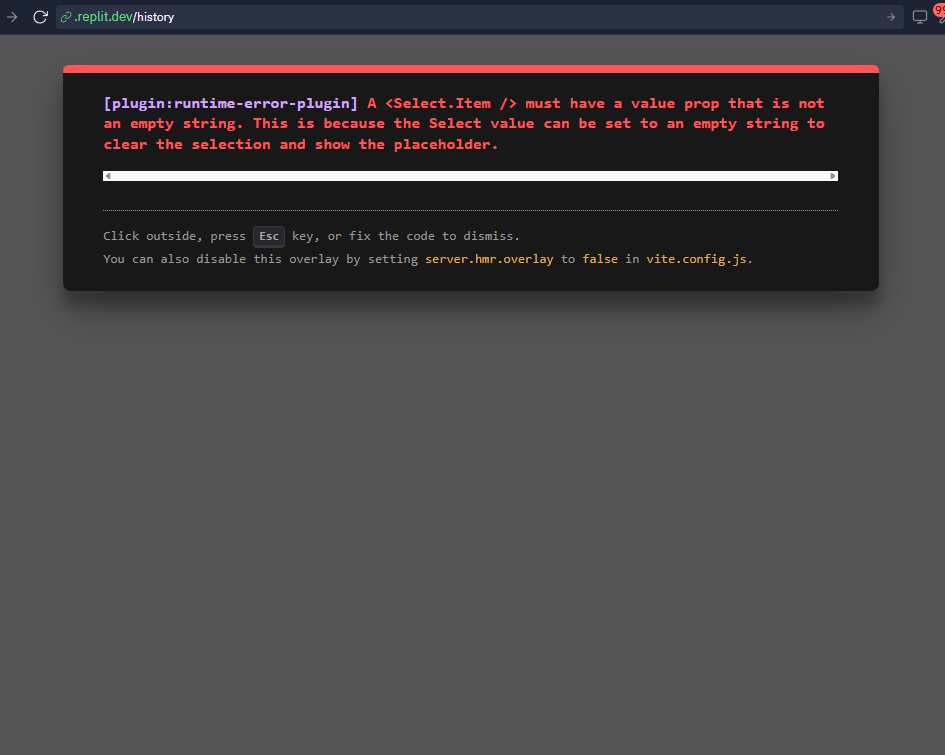 .replit.dev/history
[plugin:runtime-error-plugin] A <Select.Item /> must have a value prop that is not
an empty string. This is because the Select value can be set to an empty string to
clear the selection and show the placeholder.
Click outside, press Esc key, or fix the code to dismiss.
You can also disable this overlay by setting server.hmr.overlay to false in vite.config.js.